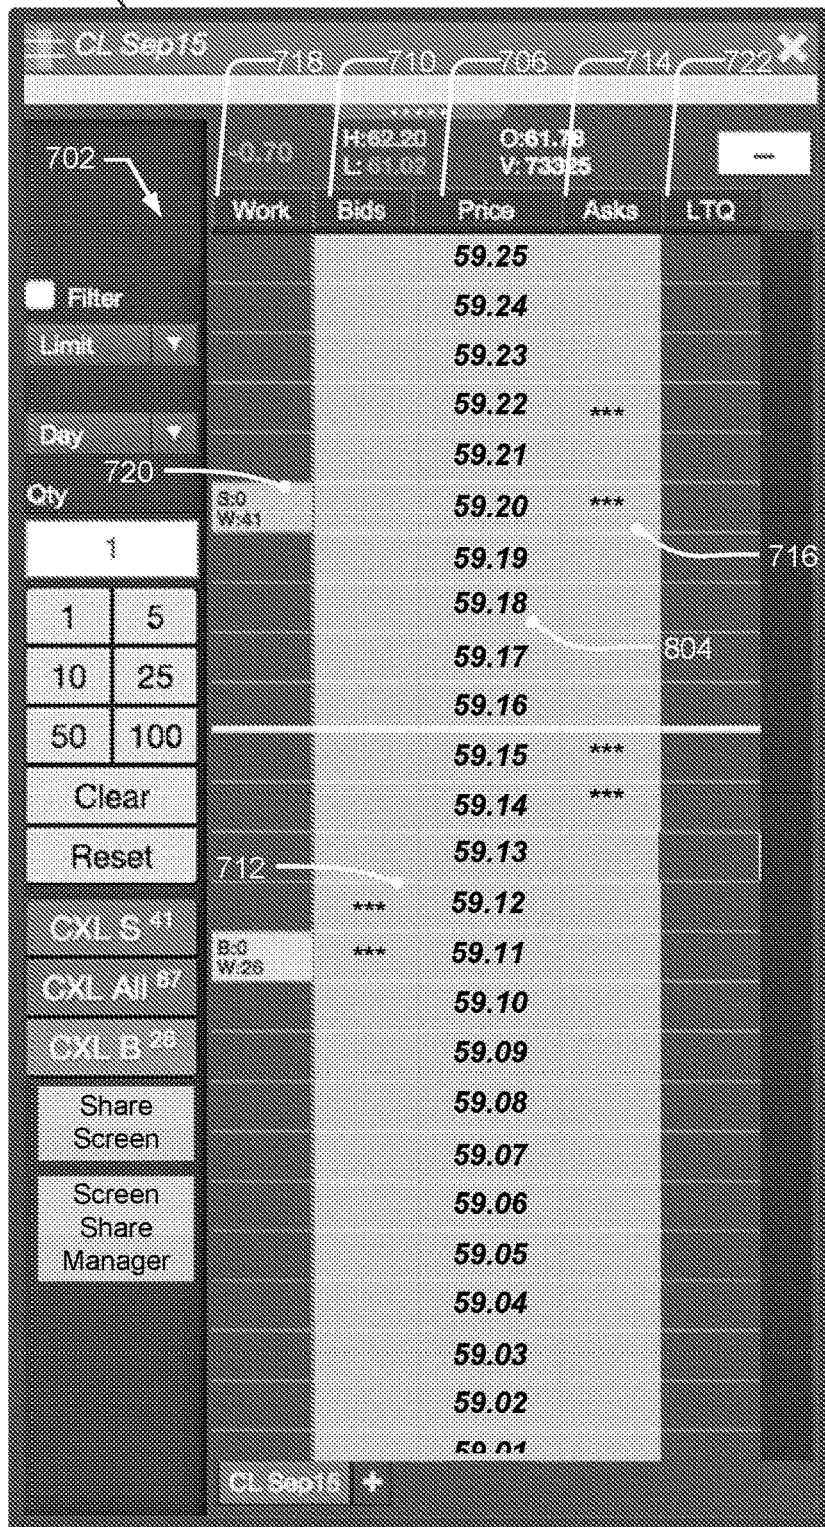 CL Sep15
718 710 706 714 722
702
-0.70 H:62.20 O:61.78
L: V: 73325
---
Work Bids Price Asks LTQ
59.25
Filter
59.24
Limit
59.23
59.22 ***
Day
59.21
720
Qty
S:0
W:41
59.20 ***
716
1
59.19
1 5
59.18
804
10 25
59.17
59.16
50 100
59.15 ***
Clear
59.14 ***
Reset
59.13
712
*** 59.12
CXL S 41
B:0
W:26
*** 59.11
CXL All 67
59.10
CXL B 26
59.09
Share
Screen
59.08
59.07
Screen
Share
Manager
59.06
59.05
59.04
59.03
59.02
59.01
CL Sep15 +